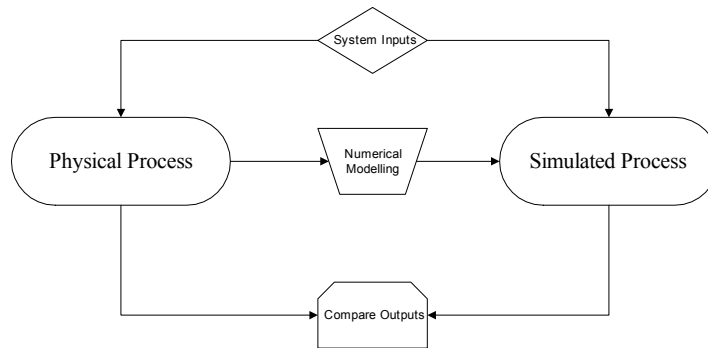 System Inputs
Physical Process
Numerical
Modelling
Simulated Process
Compare Outputs